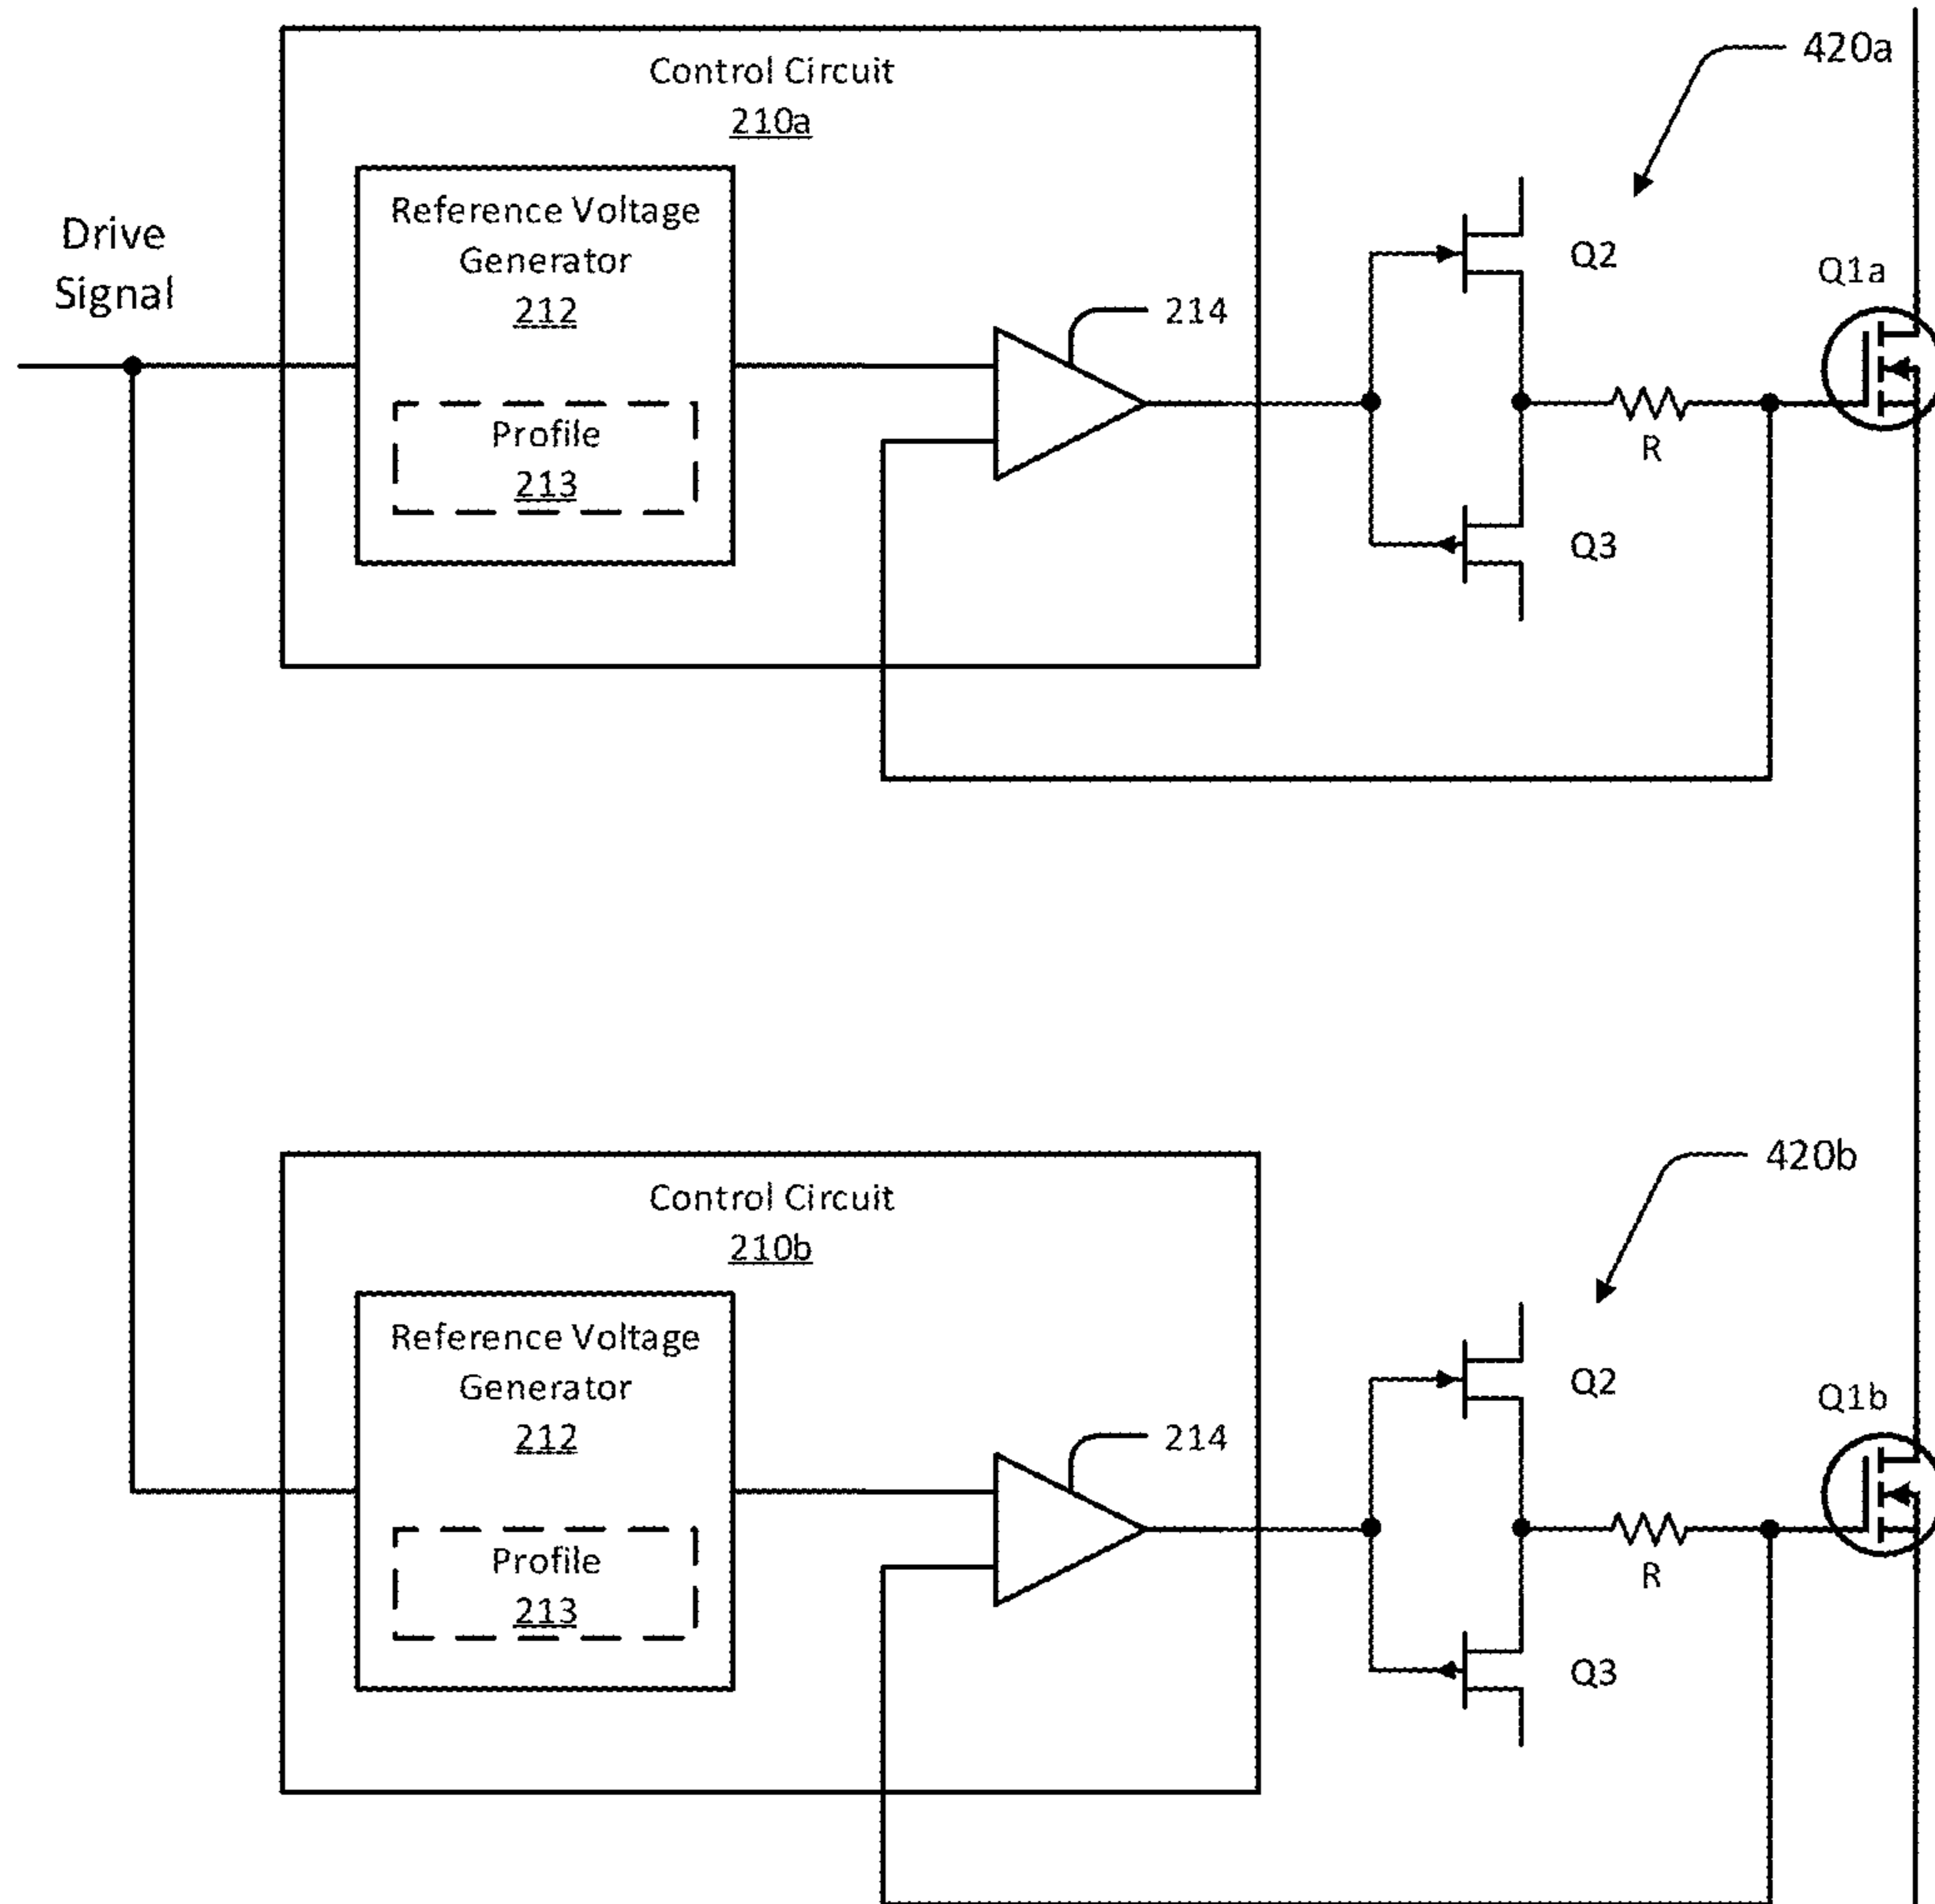 Control Circuit
210a
420a
Drive
Signal
Reference Voltage
Generator
212
Profile
213
214
Q2
Q3
R
Q1a
Control Circuit
210b
420b
Reference Voltage
Generator
212
Profile
213
214
Q2
Q3
R
Q1b